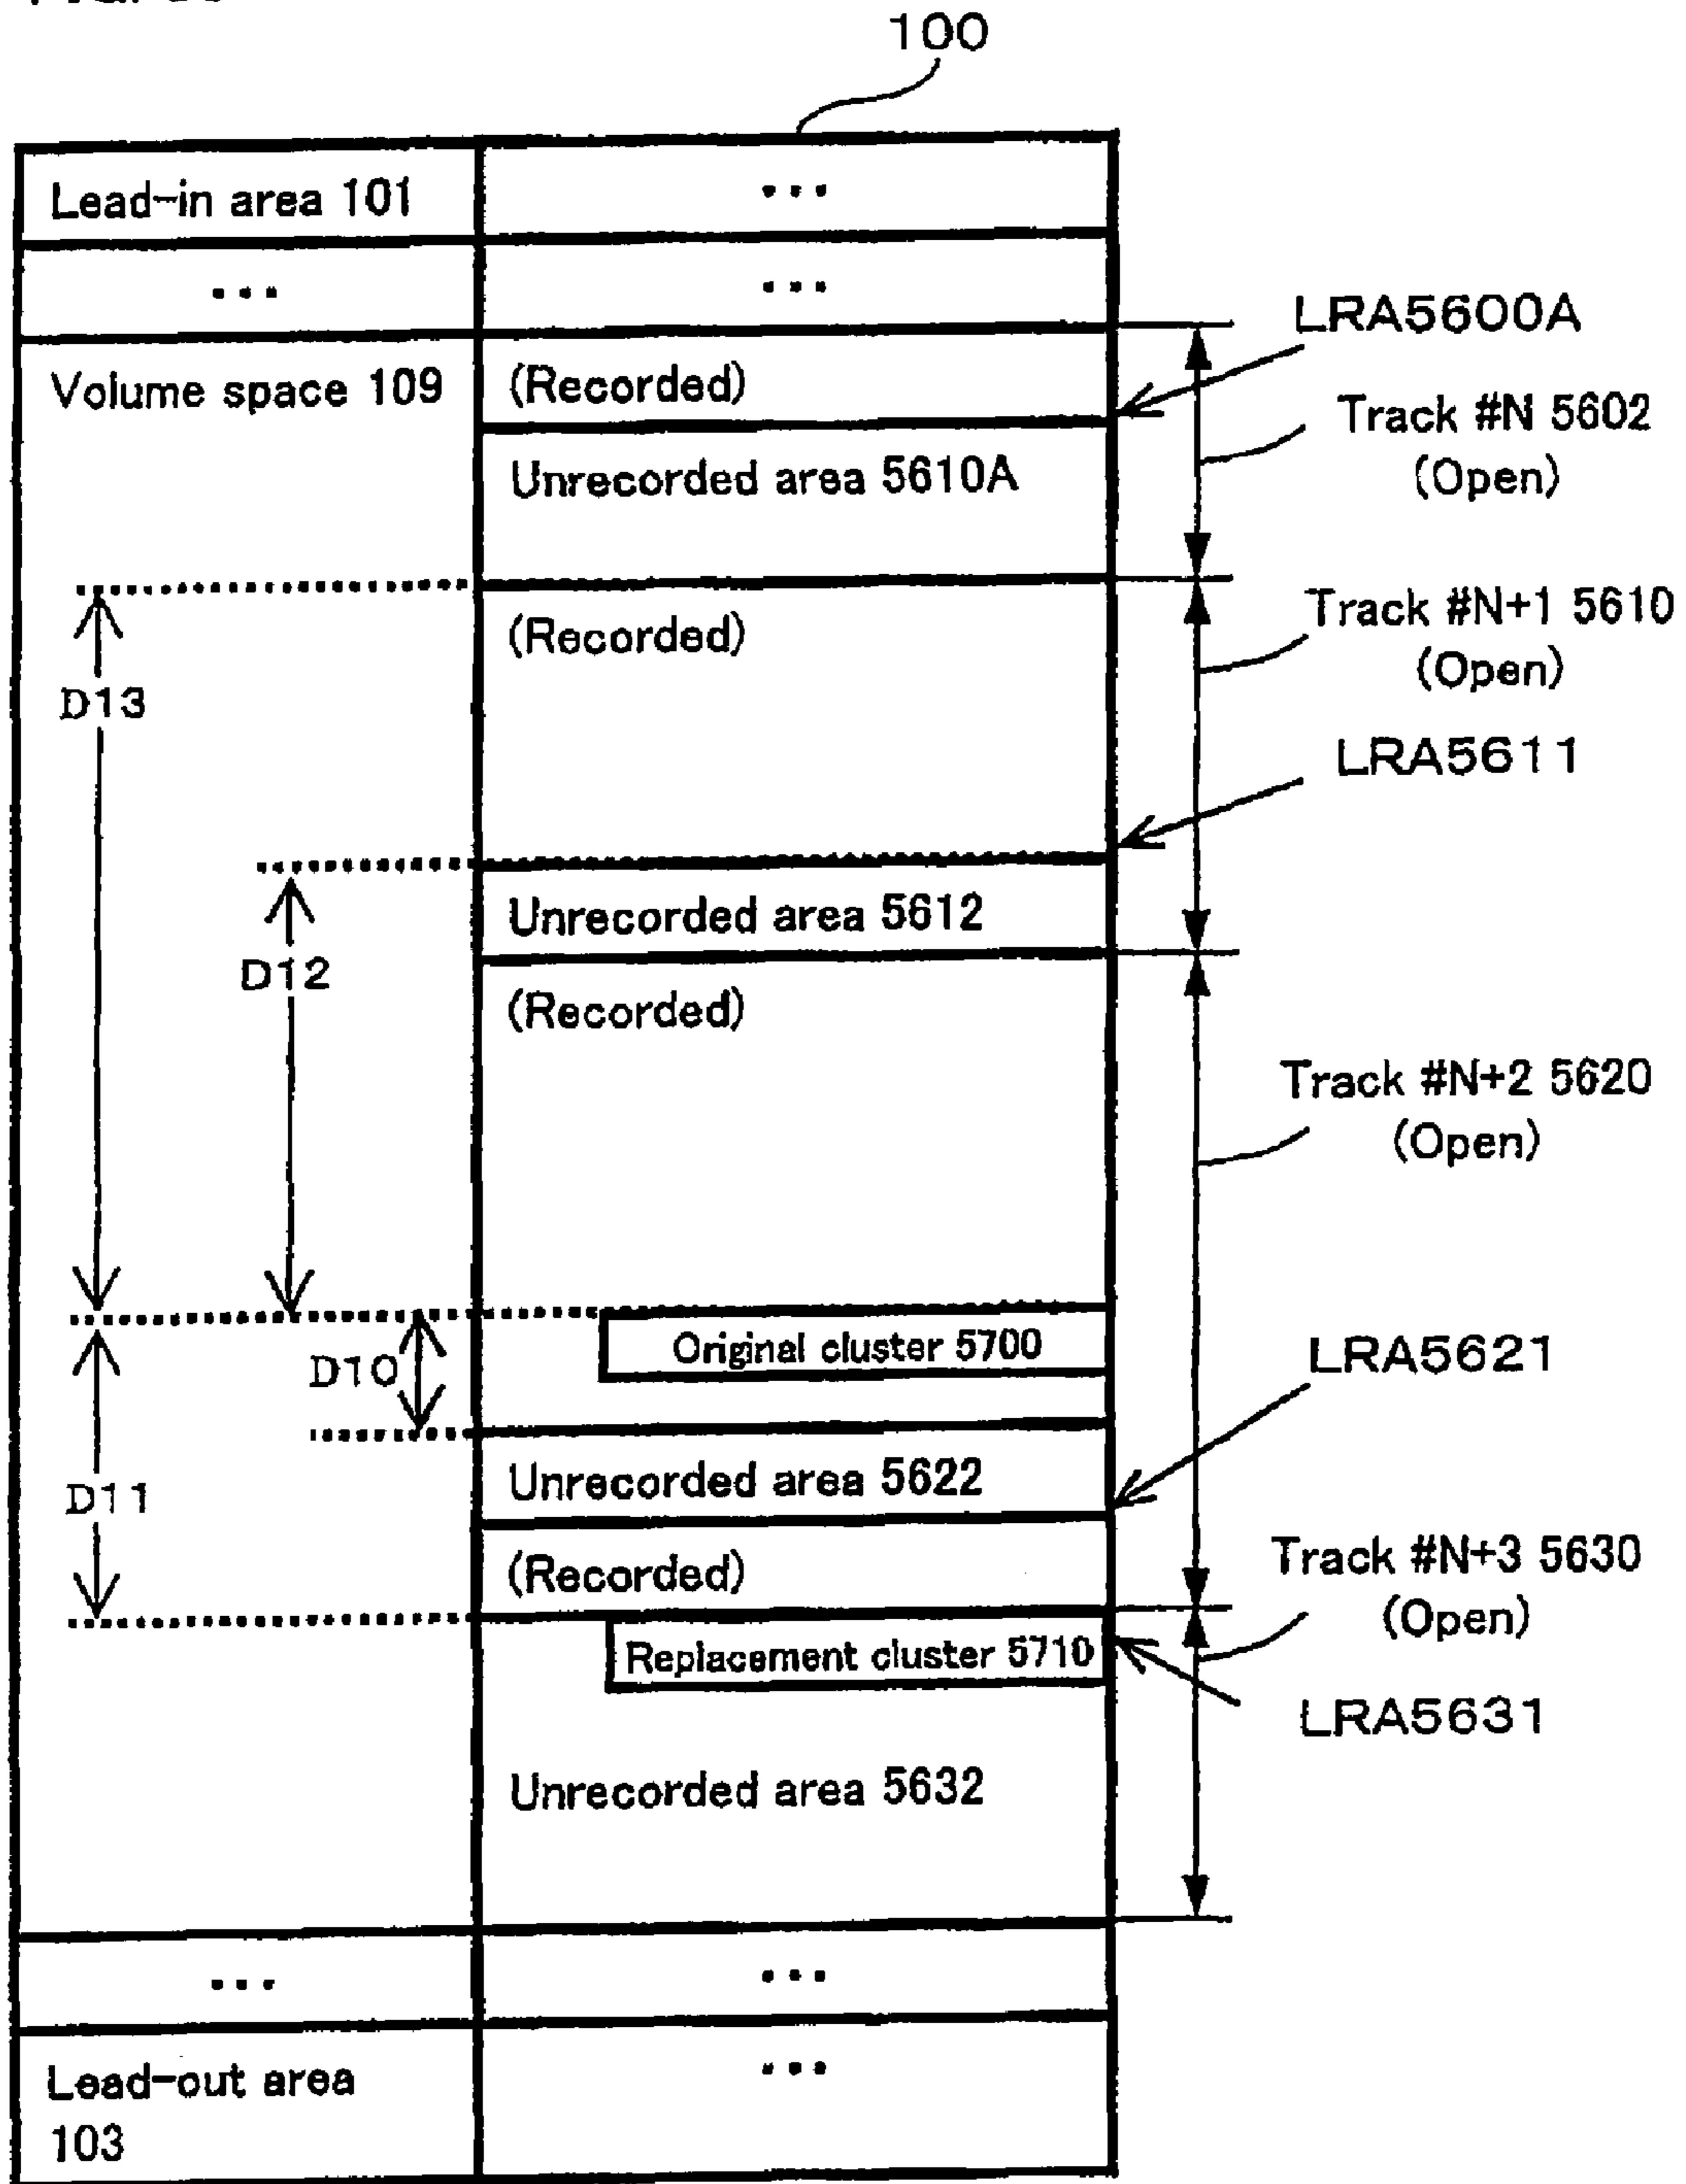 100
Lead-in area 101
...
...
...
LRA5600A
Volume space 109
(Recorded)
Track #N 5602
(Open)
Unrecorded area 5610A
Track #N+1 5610
(Open)
(Recorded)
D13
LRA5611
Unrecorded area 5612
D12
(Recorded)
Track #N+2 5620
(Open)
Original cluster 5700
LRA5621
D10
Unrecorded area 5622
D11
(Recorded)
Track #N+3 5630
(Open)
Replacement cluster 5710
LRA5631
Unrecorded area 5632
...
...
Lead-out area
103
...